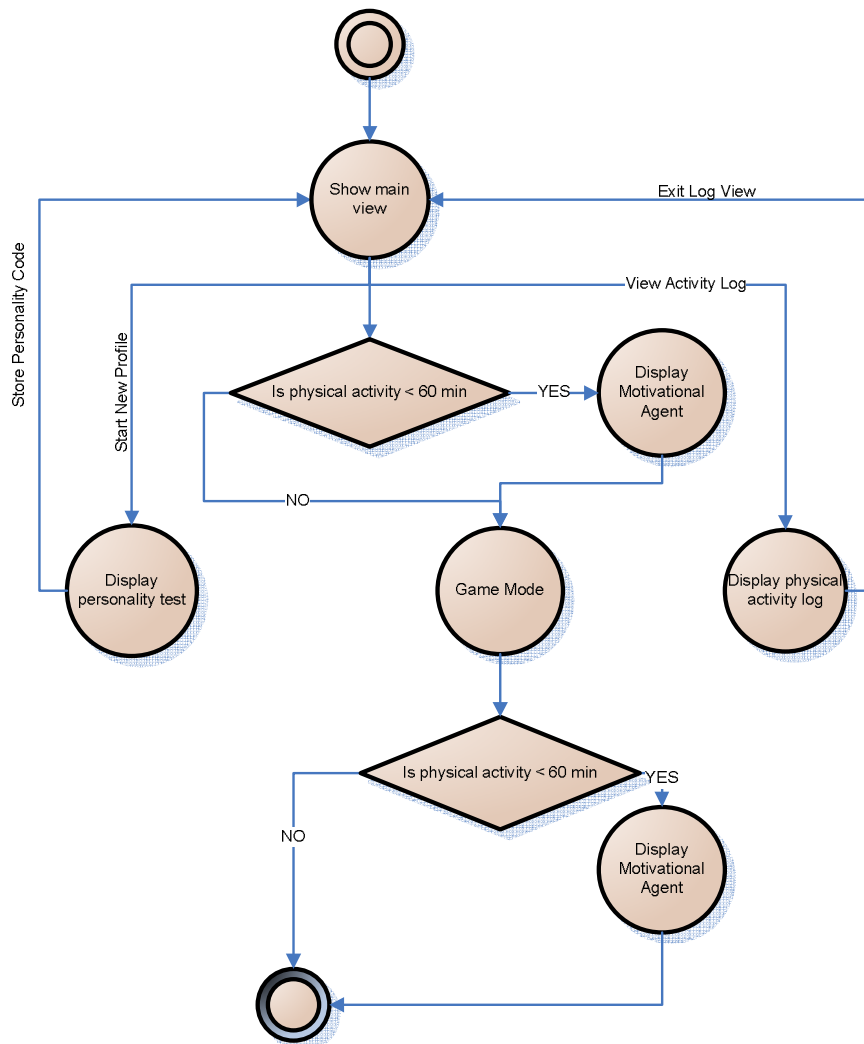 Show main
view
Exit Log View
Store Personality Code
Start New Profile
View Activity Log
Is physical activity < 60 min
YES
Display
Motivational
Agent
NO
Display
personality test
Game Mode
Display physical
activity log
Is physical activity < 60 min
YES
NO
Display
Motivational
Agent